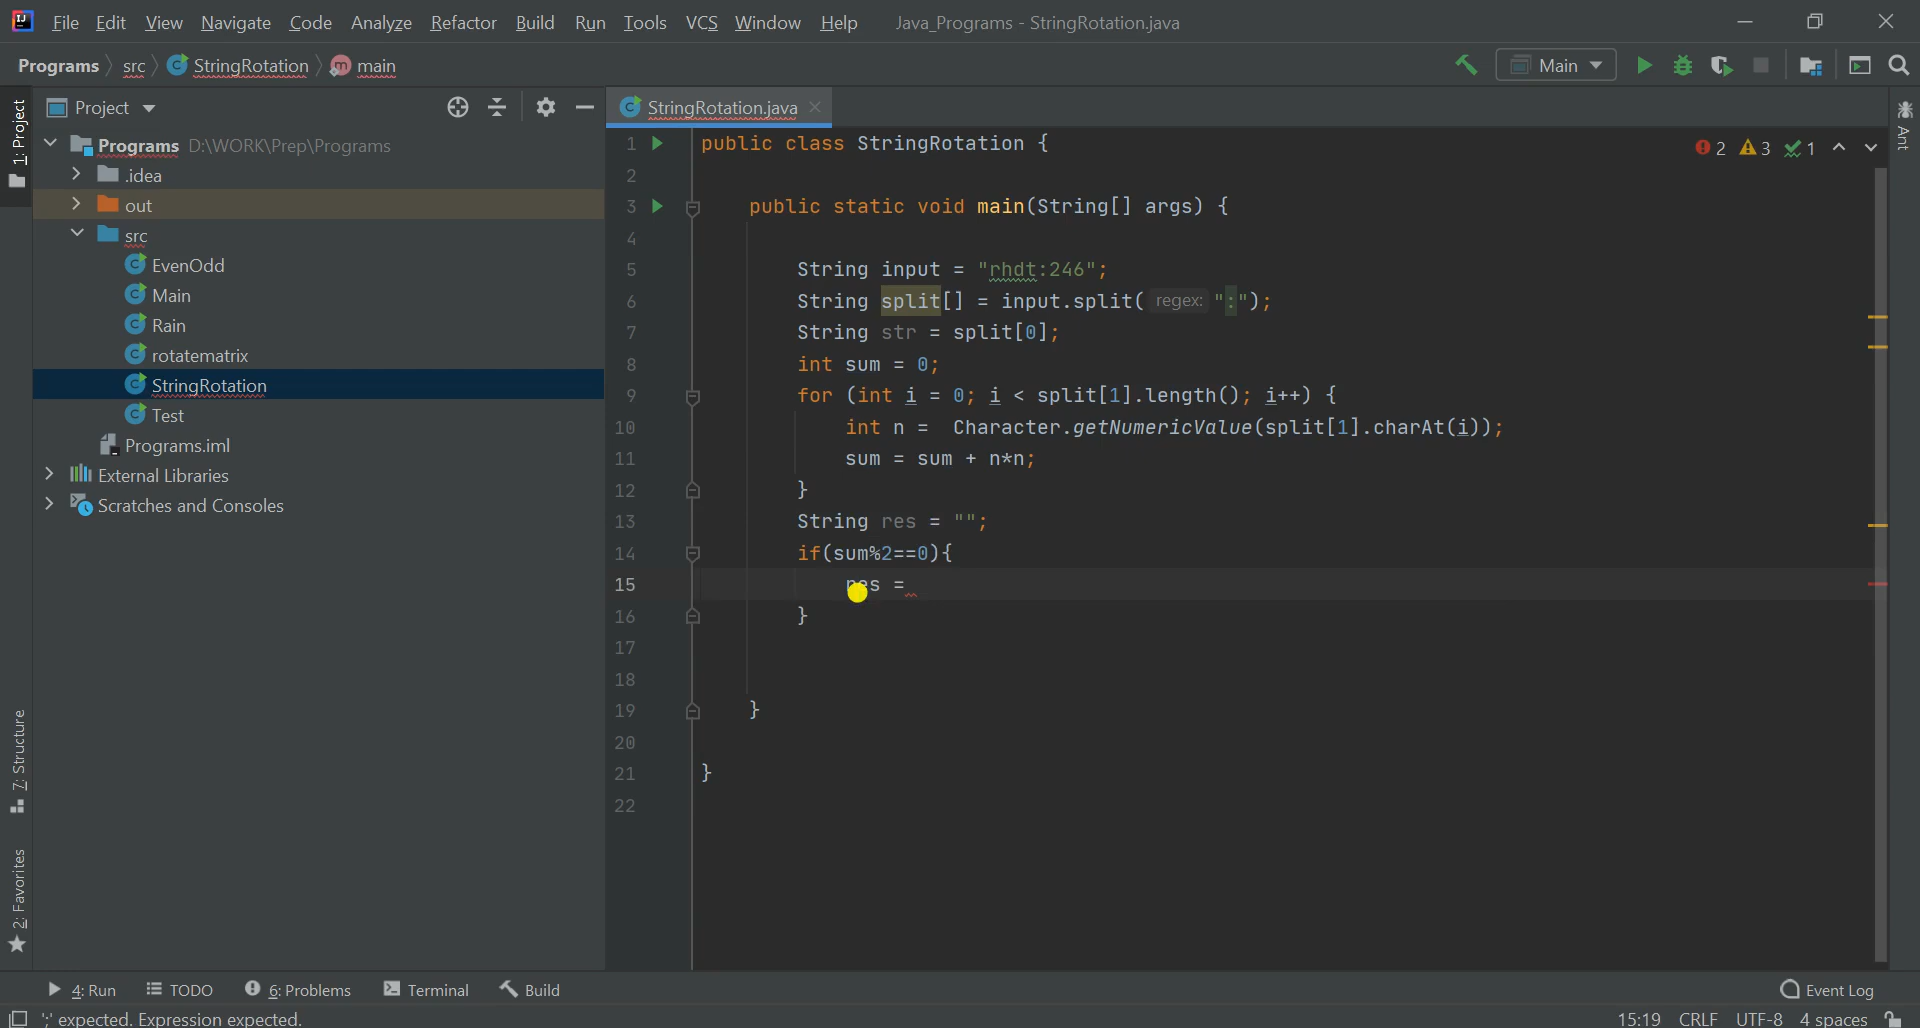 File Edit View Navigate Code Analyze Refactor Build Run Tools VCS Window Help Java_Programs - StringRotation.java
Programs src StringRotation main Main
1: Project Project StringRotation.java Ant
Programs D:\WORK\Prep\Programs
.idea
out
src
EvenOdd
Main
Rain
rotatematrix
StringRotation
Test
Programs.iml
External Libraries
Scratches and Consoles
7: Structure
2: Favorites
2 3 1
1 public class StringRotation {
2
3 public static void main(String[] args) {
4
5 String input = "rhdt:246";
6 String split[] = input.split( regex: ":");
7 String str = split[0];
8 int sum = 0;
9 for (int i = 0; i < split[1].length(); i++) {
10 int n = Character.getNumericValue(split[1].charAt(i));
11 sum = sum + n*n;
12 }
13 String res = "";
14 if(sum%2==0){
15 res =
16 }
17
18
19 }
20
21 }
22
4: Run TODO 6: Problems Terminal Build Event Log
';' expected. Expression expected. 15:19 CRLF UTF-8 4 spaces